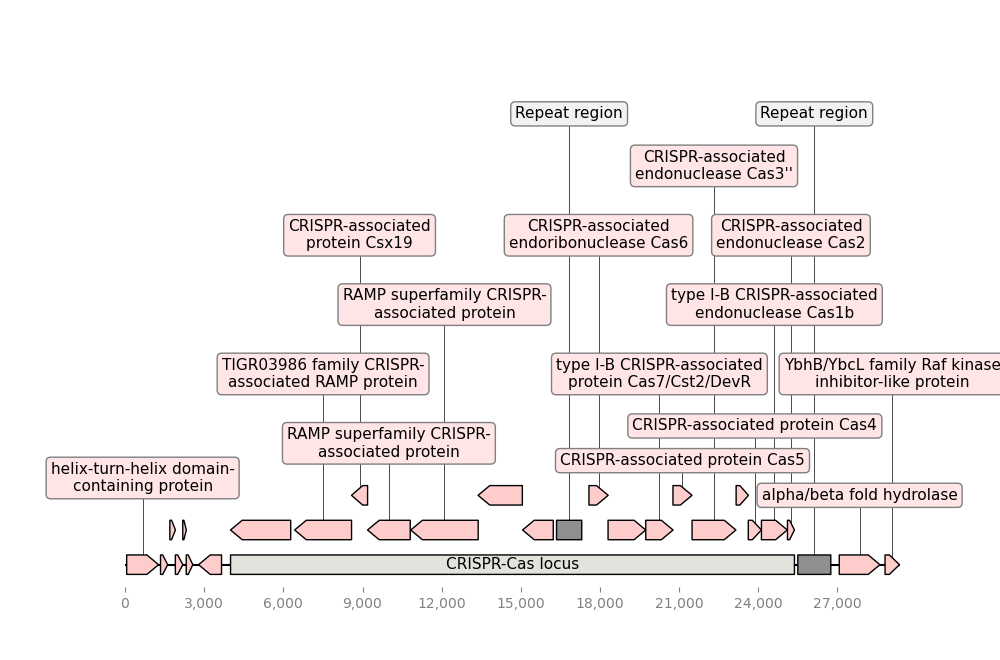 Repeat region
Repeat region
CRISPR-associated
endonuclease Cas3''
CRISPR-associated
protein Csx19
CRISPR-associated
endoribonuclease Cas6
CRISPR-associated
endonuclease Cas2
RAMP superfamily CRISPR-
associated protein
type I-B CRISPR-associated
endonuclease Cas1b
TIGR03986 family CRISPR-
associated RAMP protein
type I-B CRISPR-associated
protein Cas7/Cst2/DevR
YbhB/YbcL family Raf kinase
inhibitor-like protein
CRISPR-associated protein Cas4
RAMP superfamily CRISPR-
associated protein
CRISPR-associated protein Cas5
helix-turn-helix domain-
containing protein
alpha/beta fold hydrolase
CRISPR-Cas locus
0 3,000 6,000 9,000 12,000 15,000 18,000 21,000 24,000 27,000